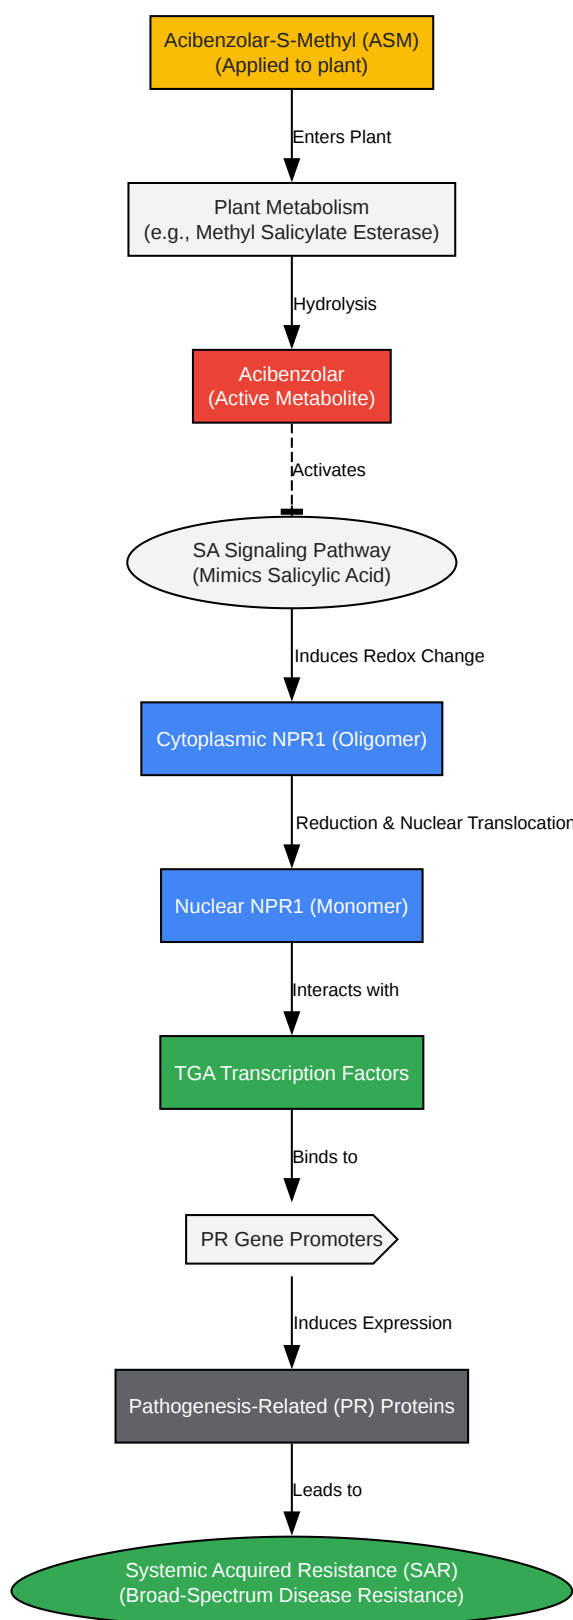 Acibenzolar-S-Methyl (ASM)
(Applied to plant)
Enters Plant
Plant Metabolism
(e.g., Methyl Salicylate Esterase)
Hydrolysis
Acibenzolar
(Active Metabolite)
Activates
SA Signaling Pathway
(Mimics Salicylic Acid)
Induces Redox Change
Cytoplasmic NPR1 (Oligomer)
Reduction & Nuclear Translocation
Nuclear NPR1 (Monomer)
Interacts with
TGA Transcription Factors
Binds to
PR Gene Promoters
Induces Expression
Pathogenesis-Related (PR) Proteins
Leads to
Systemic Acquired Resistance (SAR)
(Broad-Spectrum Disease Resistance)